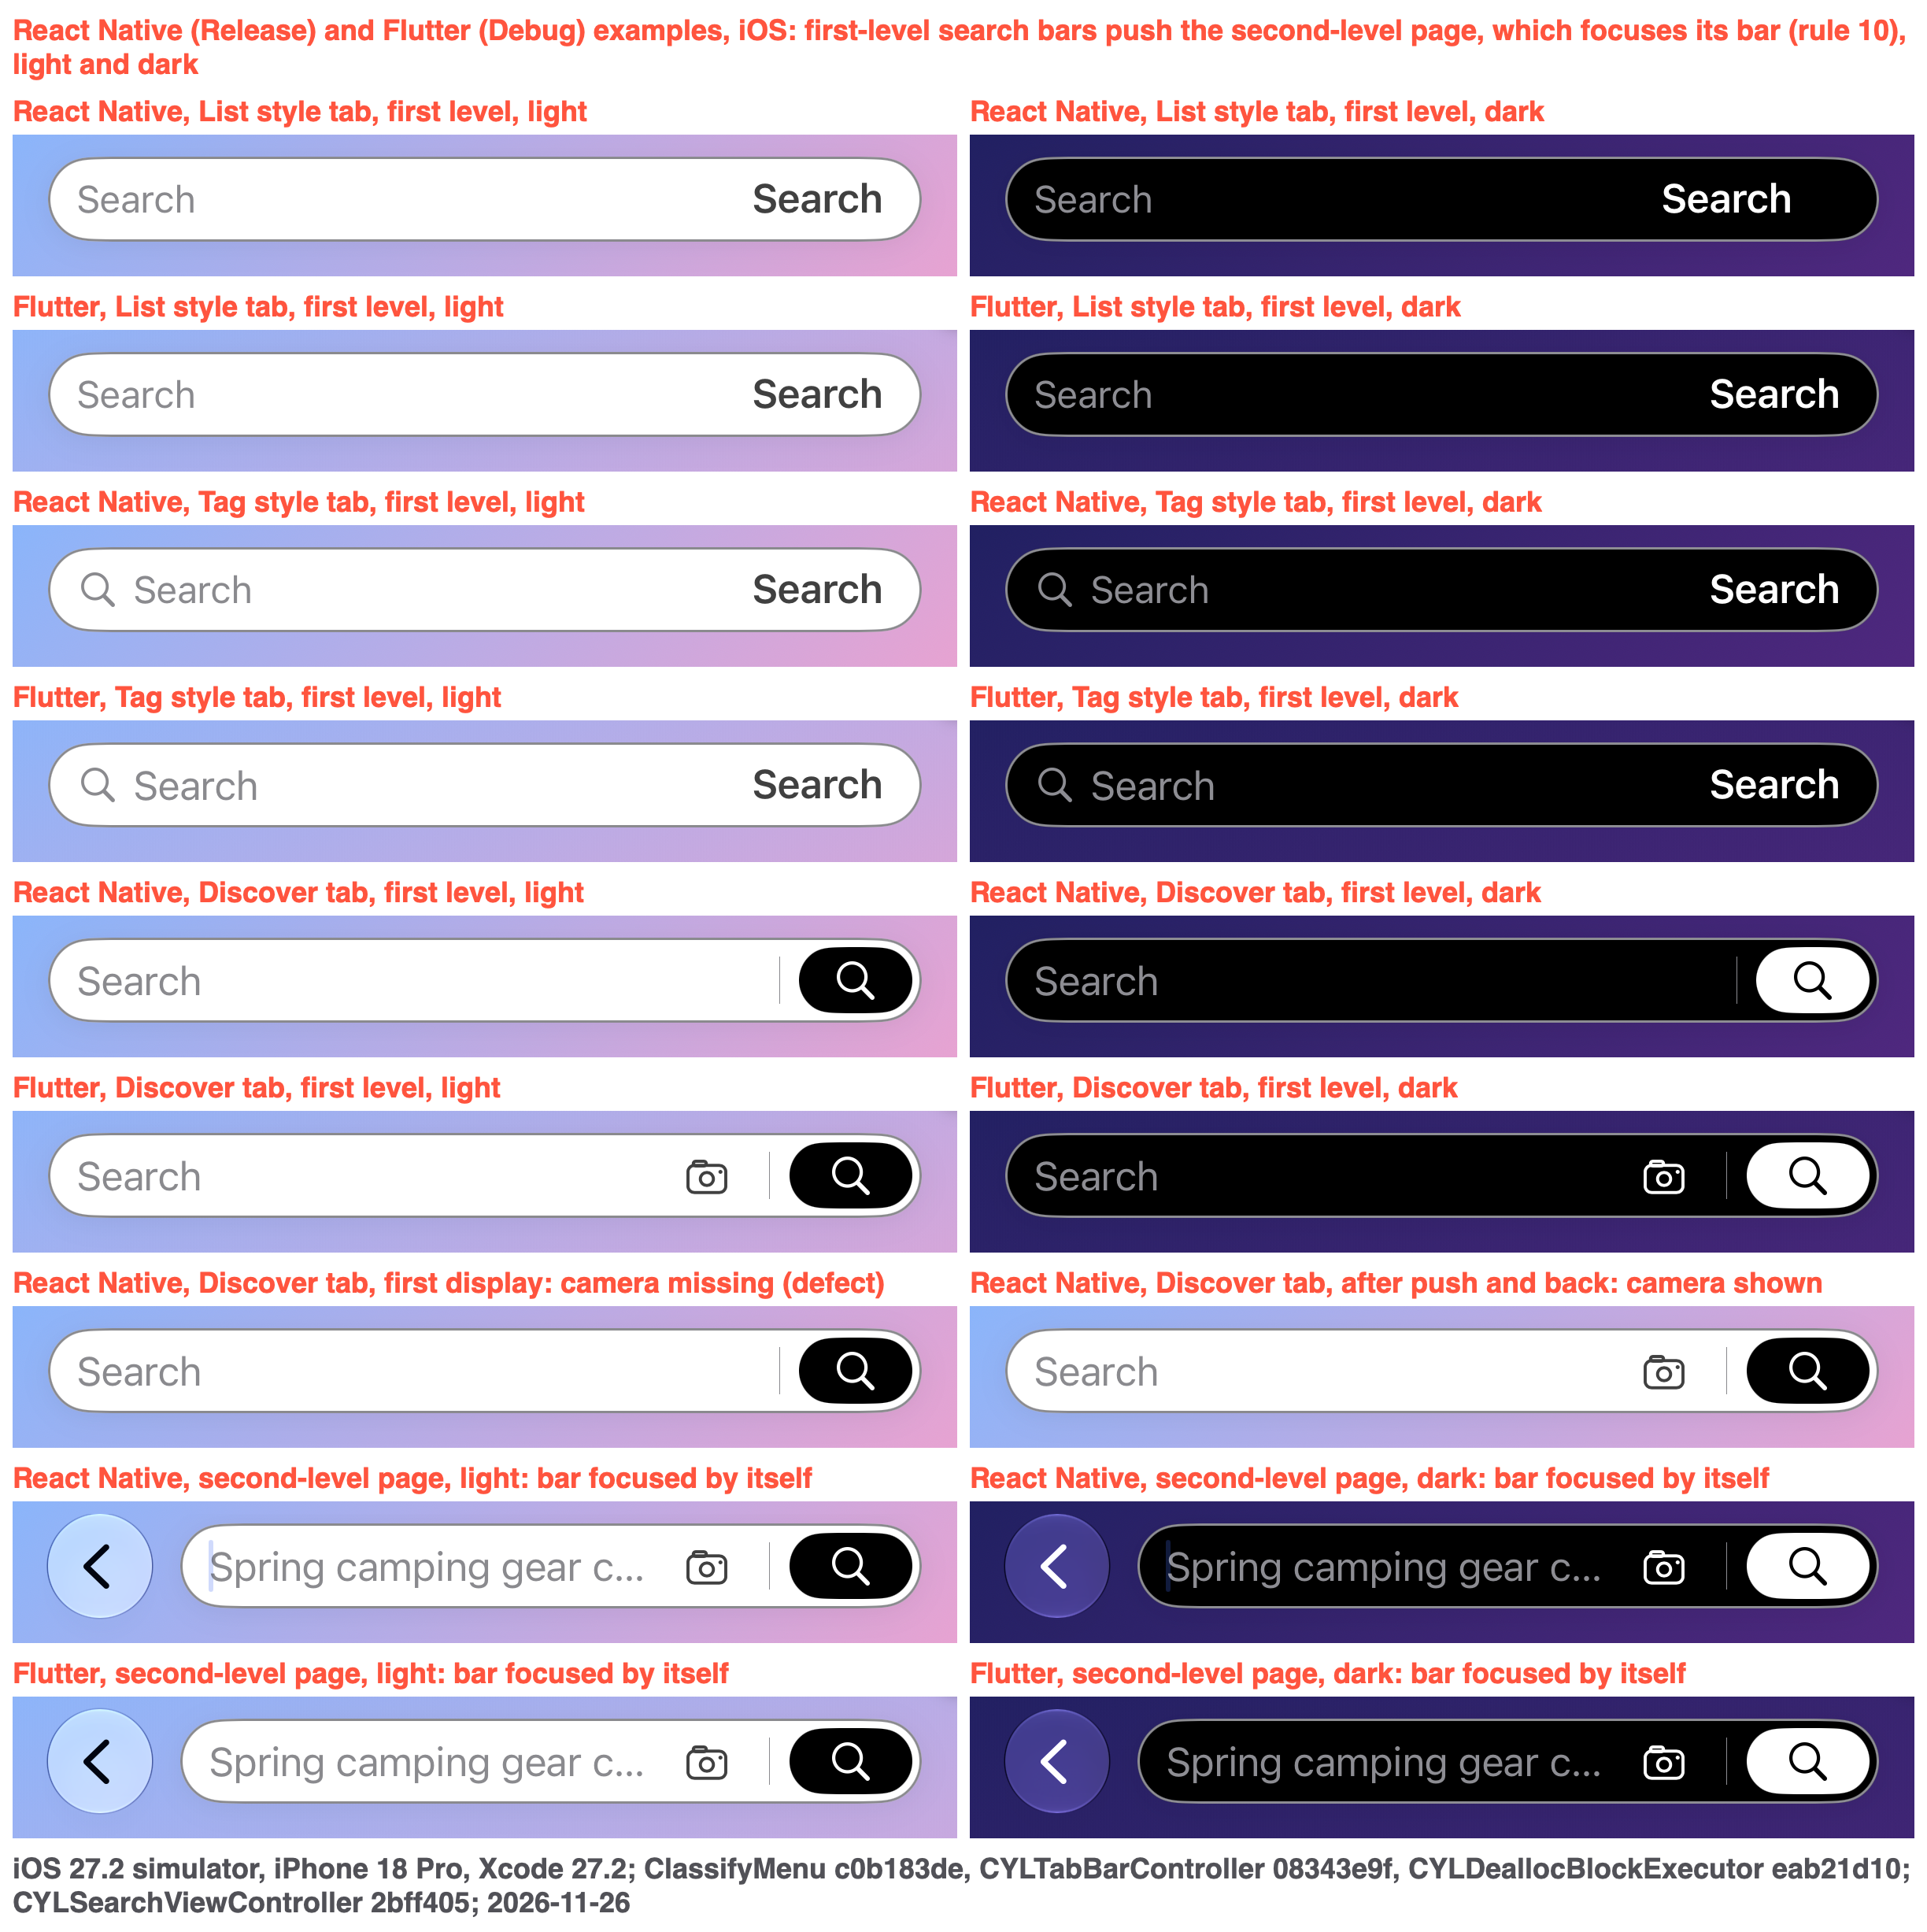 React Native (Release) and Flutter (Debug) examples, iOS: first-level search bars push the second-level page, which focuses its bar (rule 10),
light and dark
React Native, List style tab, first level, light
React Native, List style tab, first level, dark
Search Search
Search Search
Flutter, List style tab, first level, light
Flutter, List style tab, first level, dark
Search Search
Search Search
React Native, Tag style tab, first level, light
React Native, Tag style tab, first level, dark
Search Search
Search Search
Flutter, Tag style tab, first level, light
Flutter, Tag style tab, first level, dark
Search Search
Search Search
React Native, Discover tab, first level, light
React Native, Discover tab, first level, dark
Search
Search
Flutter, Discover tab, first level, light
Flutter, Discover tab, first level, dark
Search
Search
React Native, Discover tab, first display: camera missing (defect)
React Native, Discover tab, after push and back: camera shown
Search
Search
React Native, second-level page, light: bar focused by itself
React Native, second-level page, dark: bar focused by itself
Spring camping gear c...
Spring camping gear c...
Flutter, second-level page, light: bar focused by itself
Flutter, second-level page, dark: bar focused by itself
Spring camping gear c...
Spring camping gear c...
iOS 27.2 simulator, iPhone 18 Pro, Xcode 27.2; ClassifyMenu c0b183de, CYLTabBarController 08343e9f, CYLDeallocBlockExecutor eab21d10;
CYLSearchViewController 2bff405; 2026-11-26